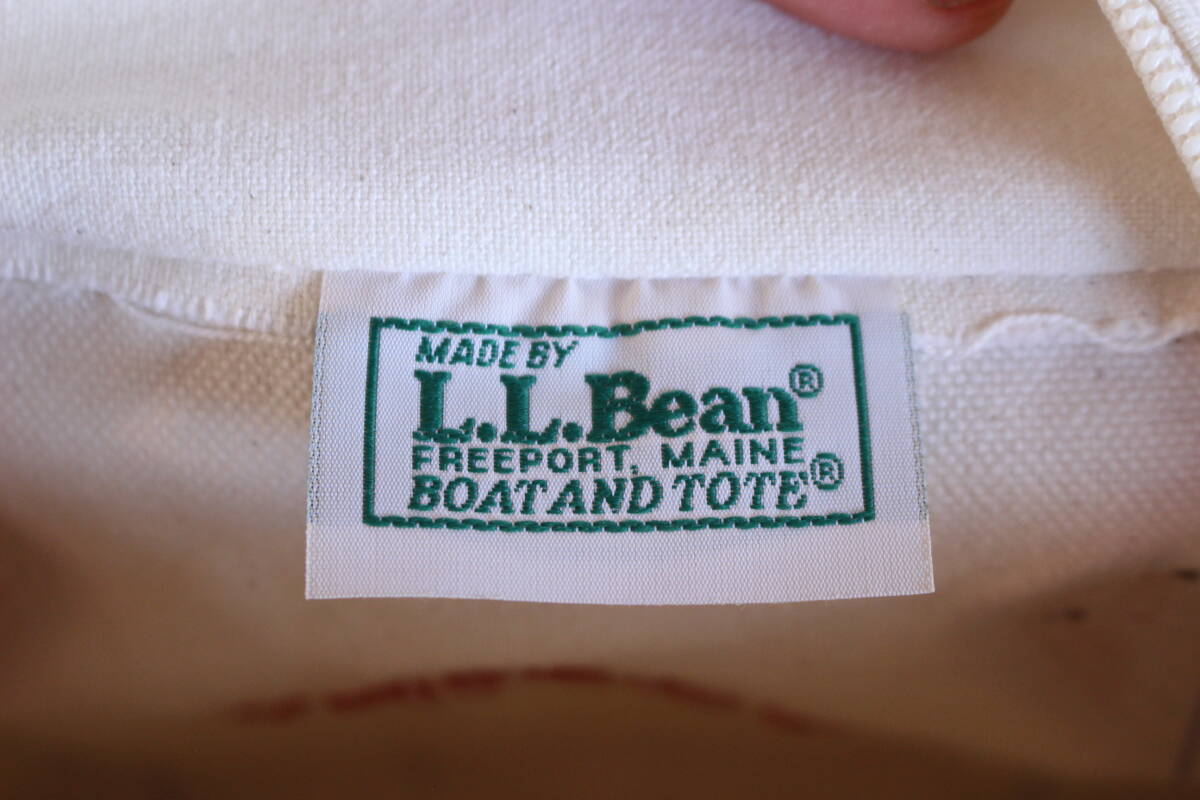 MADE BY
L.L.Bean®
FREEPORT, MAINE
BOAT AND TOTE®